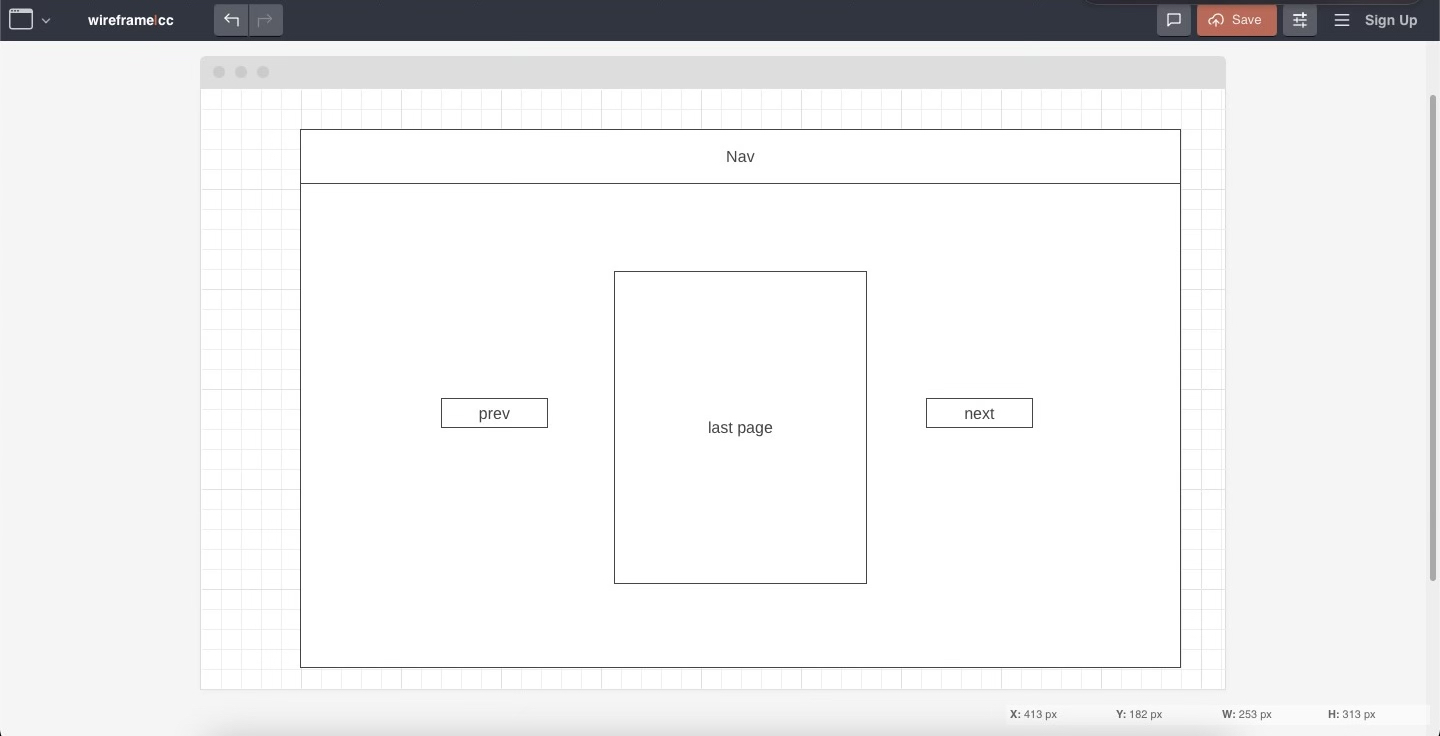 wireframe|cc
Save
Sign Up
Nav
prev
last page
next
X: 413 px Y: 182 px W: 253 px H: 313 px